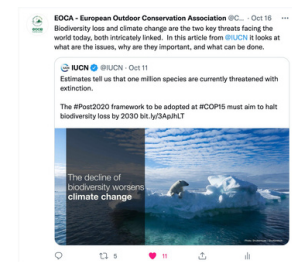 EOCA - European Outdoor Conservation Association @C... · Oct 16 ...
Biodiversity loss and climate change are the two key threats facing the
world today, both intricately linked. In this article from @IUCN it looks at
what are the issues, why are they important, and what can be done.
IUCN @IUCN · Oct 11
Estimates tell us that one million species are currently threatened with
extinction.
The #Post2020 framework to be adopted at #COP15 must aim to halt
biodiversity loss by 2030 bit.ly/3ApJhLT
The decline of
biodiversity worsens
climate change
5 11